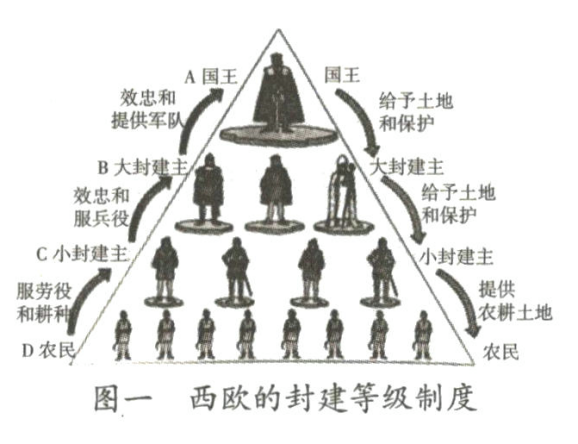 A 国王
国王
效忠和
提供军队
给予土地
和保护
B 大封建主
大封建主
效忠和
服兵役
给予土地
和保护
C 小封建主
小封建主
服劳役
和耕种
提供
农耕土地
D 农民
农民
图一 西欧的封建等级制度